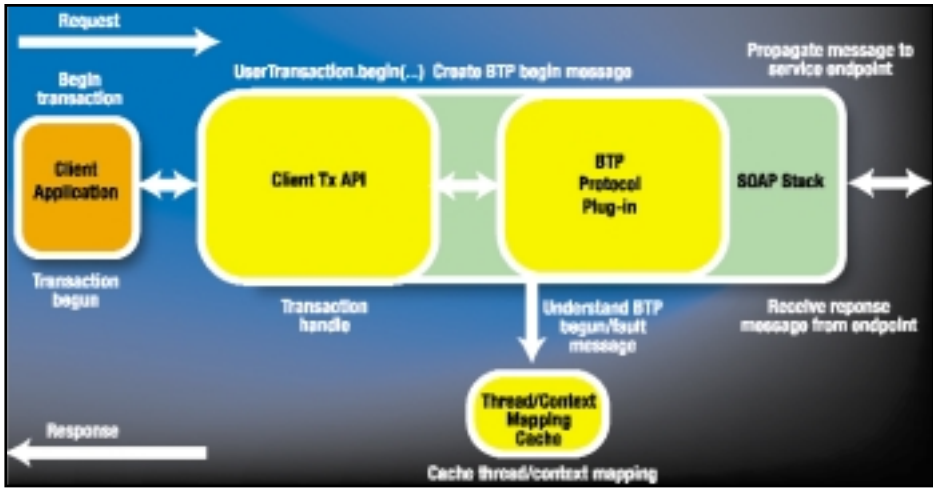 Request
UserTransaction.begin(...) Create BTP begin message
Propagate message to
service endpoint
Begin
transaction
Client
Application
Client Tx API
BTP
Protocol
Plug-in
SOAP Stack
Transaction
begun
Transaction
handle
Understand BTP
begun/fault
message
Receive reponse
message from endpoint
Thread/Context
Mapping
Cache
Response
Cache thread/context mapping